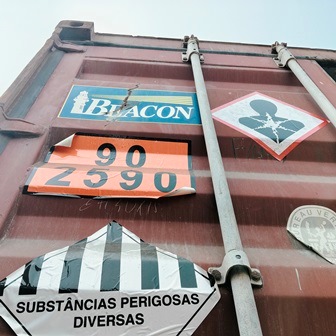 BEACON
90
2590
SUBSTÂNCIAS PERIGOSAS
DIVERSAS